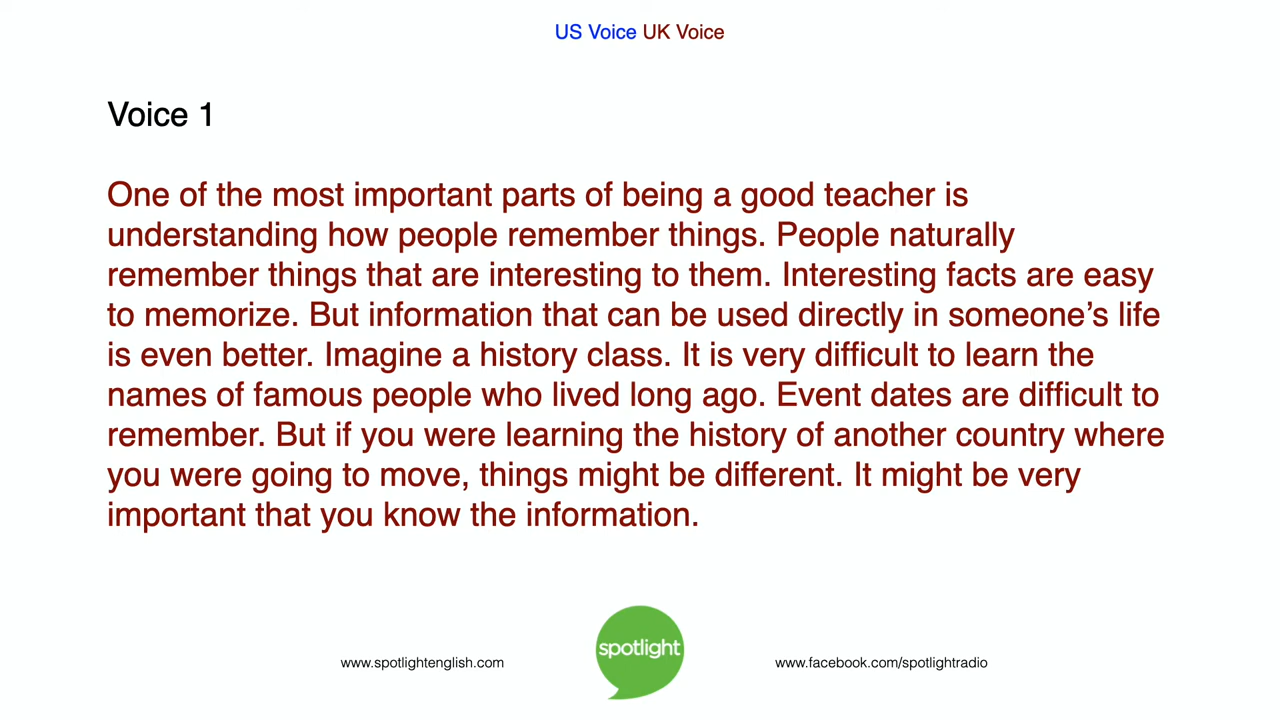 US Voice UK Voice
Voice 1
One of the most important parts of being a good teacher is
understanding how people remember things. People naturally
remember things that are interesting to them. Interesting facts are easy
to memorize. But information that can be used directly in someone’s life
is even better. Imagine a history class. It is very difficult to learn the
names of famous people who lived long ago. Event dates are difficult to
remember. But if you were learning the history of another country where
you were going to move, things might be different. It might be very
important that you know the information.
www.spotlightenglish.com
spotlight
www.facebook.com/spotlightradio